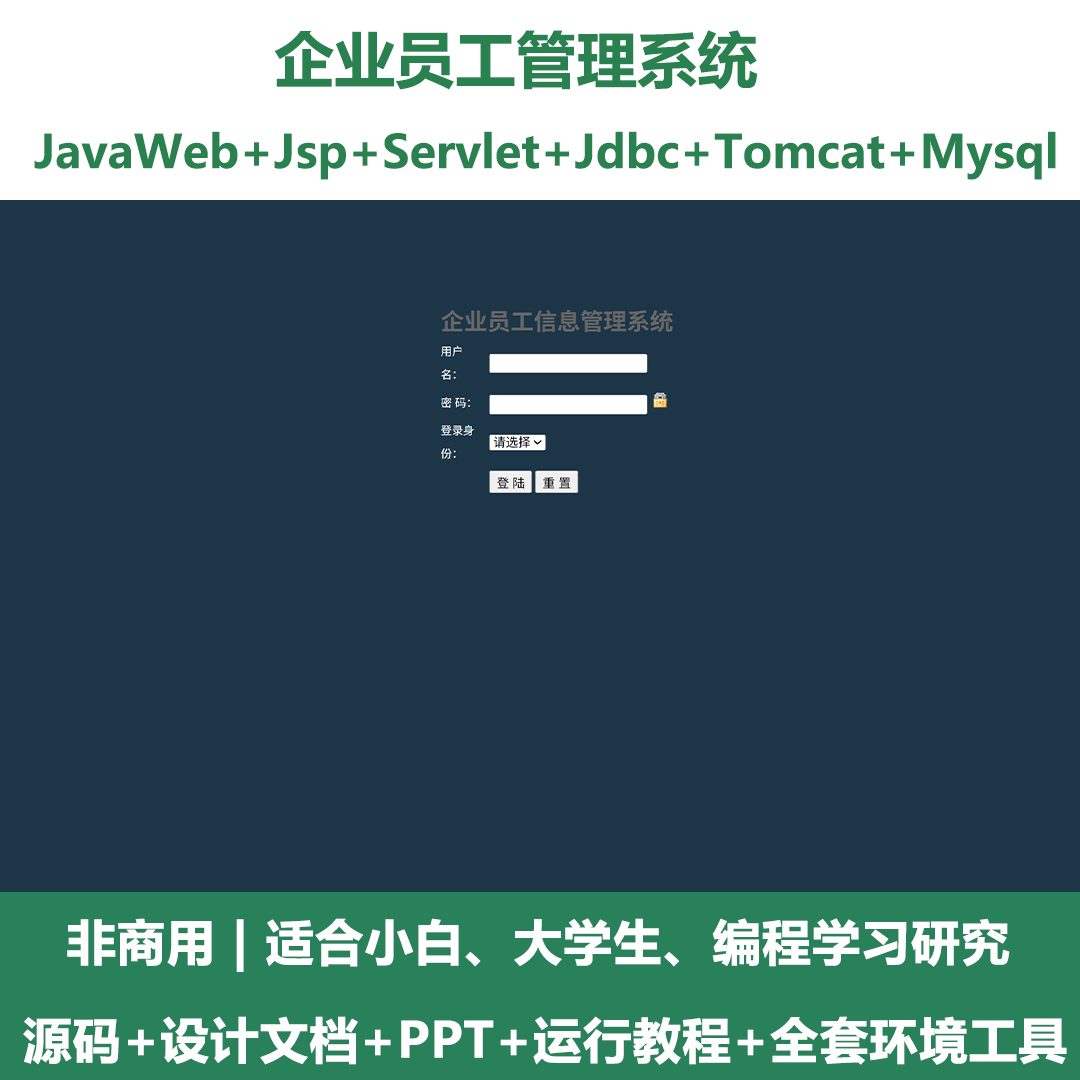 企业员工管理系统
JavaWeb+Jsp+Servlet+Jdbc+Tomcat+Mysql
企业员工信息管理系统
用户
名：
密 码：
登录身
份：
请选择
登 陆 重 置
非商用｜适合小白、大学生、编程学习研究
源码+设计文档+PPT+运行教程+全套环境工具